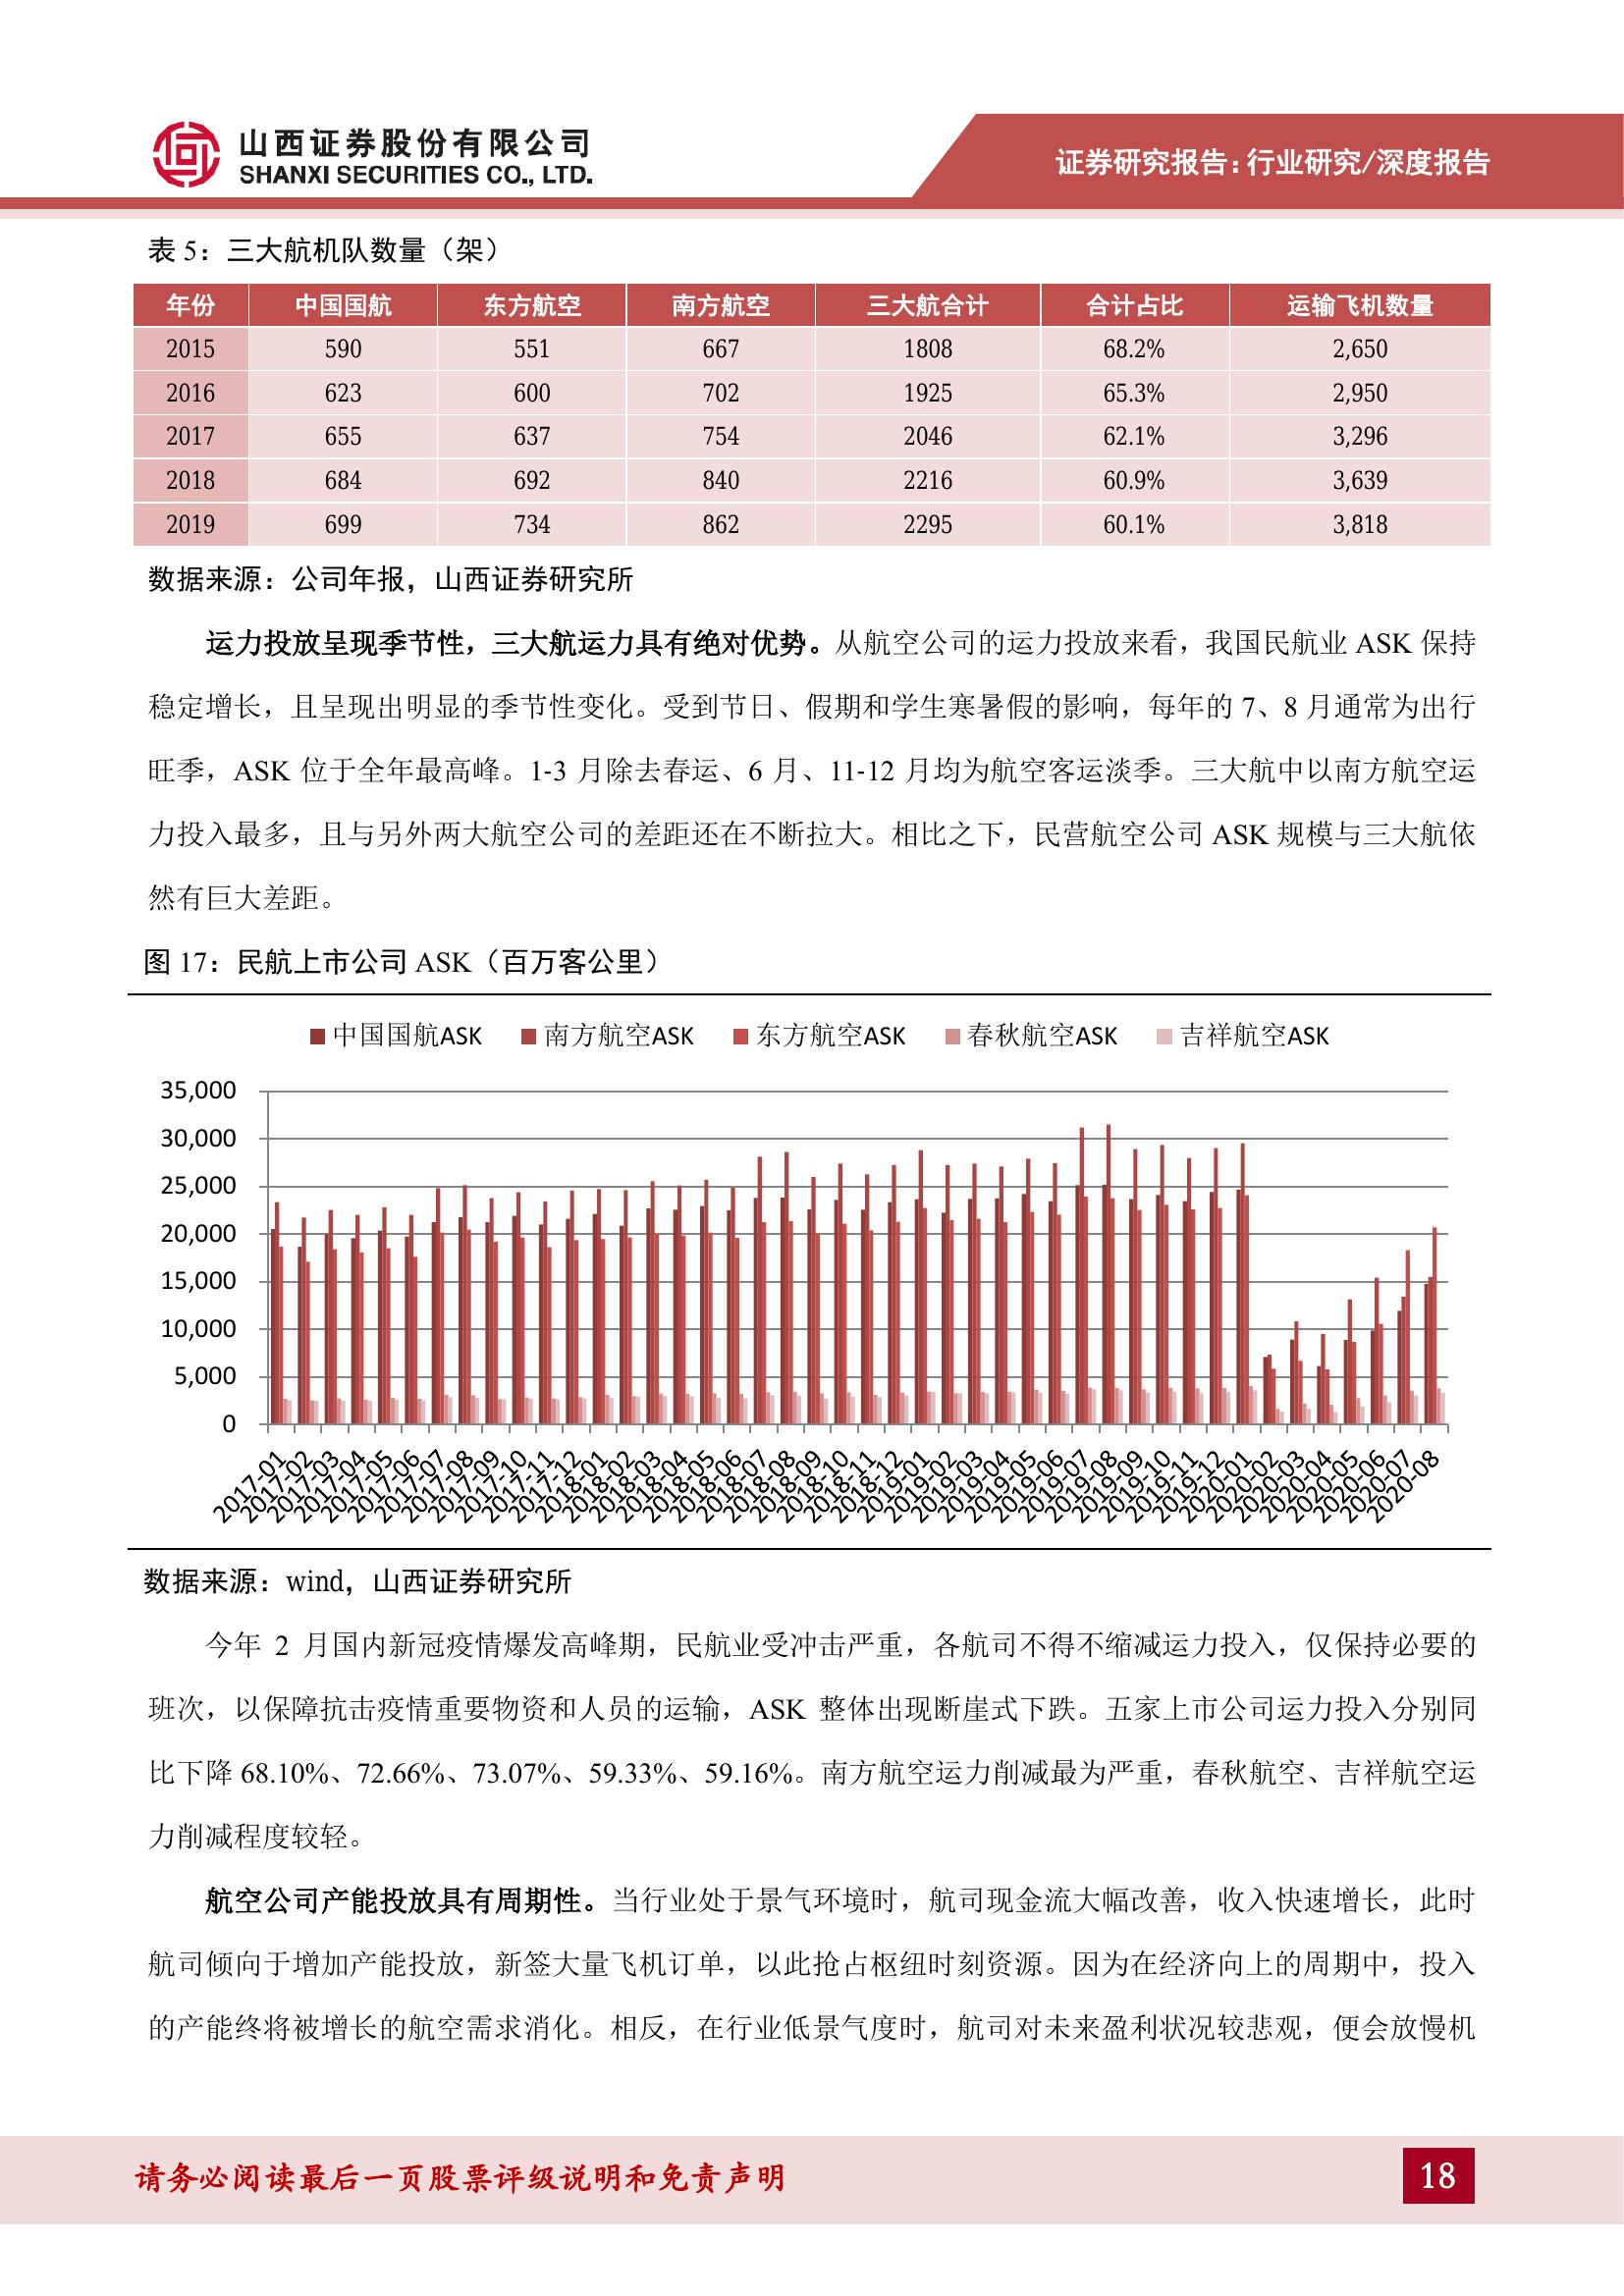 山西证券股份有限公司
SHANXI SECURITIES CO., LTD.
证券研究报告:行业研究/深度报告
表 5：三大航机队数量（架）
年份 中国国航 东方航空 南方航空 三大航合计 合计占比 运输飞机数量
2015 590 551 667 1808 68.2% 2,650
2016 623 600 702 1925 65.3% 2,950
2017 655 637 754 2046 62.1% 3,296
2018 684 692 840 2216 60.9% 3,639
2019 699 734 862 2295 60.1% 3,818
数据来源：公司年报，山西证券研究所
运力投放呈现季节性，三大航运力具有绝对优势。从航空公司的运力投放来看，我国民航业 ASK 保持
稳定增长，且呈现出明显的季节性变化。受到节日、假期和学生寒暑假的影响，每年的 7、8 月通常为出行
旺季，ASK 位于全年最高峰。1-3 月除去春运、6 月、11-12 月均为航空客运淡季。三大航中以南方航空运
力投入最多，且与另外两大航空公司的差距还在不断拉大。相比之下，民营航空公司 ASK 规模与三大航依
然有巨大差距。
图 17：民航上市公司 ASK（百万客公里）
中国国航ASK 南方航空ASK 东方航空ASK 春秋航空ASK 吉祥航空ASK
35,000
30,000
25,000
20,000
15,000
10,000
5,000
0
2017-01 2017-02 2017-03 2017-04 2017-05 2017-06 2017-07 2017-08 2017-09 2017-10 2017-11 2017-12 2018-01 2018-02 2018-03 2018-04 2018-05 2018-06 2018-07 2018-08 2018-09 2018-10 2018-11 2018-12 2019-01 2019-02 2019-03 2019-04 2019-05 2019-06 2019-07 2019-08 2019-09 2019-10 2019-11 2019-12 2020-01 2020-02 2020-03 2020-04 2020-05 2020-06 2020-07 2020-08
数据来源：wind，山西证券研究所
今年 2 月国内新冠疫情爆发高峰期，民航业受冲击严重，各航司不得不缩减运力投入，仅保持必要的
班次，以保障抗击疫情重要物资和人员的运输，ASK 整体出现断崖式下跌。五家上市公司运力投入分别同
比下降 68.10%、72.66%、73.07%、59.33%、59.16%。南方航空运力削减最为严重，春秋航空、吉祥航空运
力削减程度较轻。
航空公司产能投放具有周期性。当行业处于景气环境时，航司现金流大幅改善，收入快速增长，此时
航司倾向于增加产能投放，新签大量飞机订单，以此抢占枢纽时刻资源。因为在经济向上的周期中，投入
的产能终将被增长的航空需求消化。相反，在行业低景气度时，航司对未来盈利状况较悲观，便会放慢机
请务必阅读最后一页股票评级说明和免责声明
18